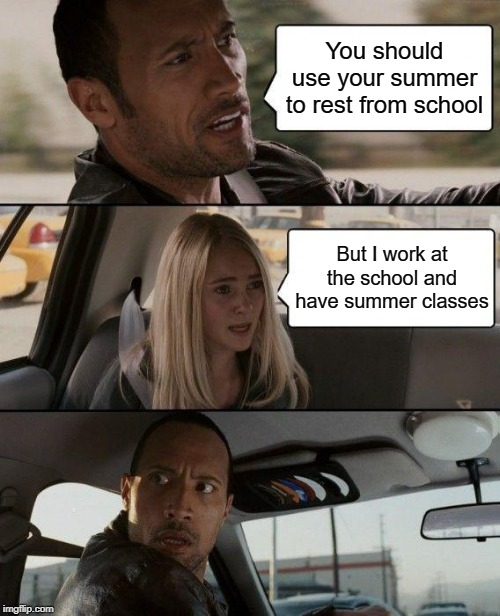 You should
use your summer
to rest from school
But I work at
the school and
have summer classes
imgflip.com